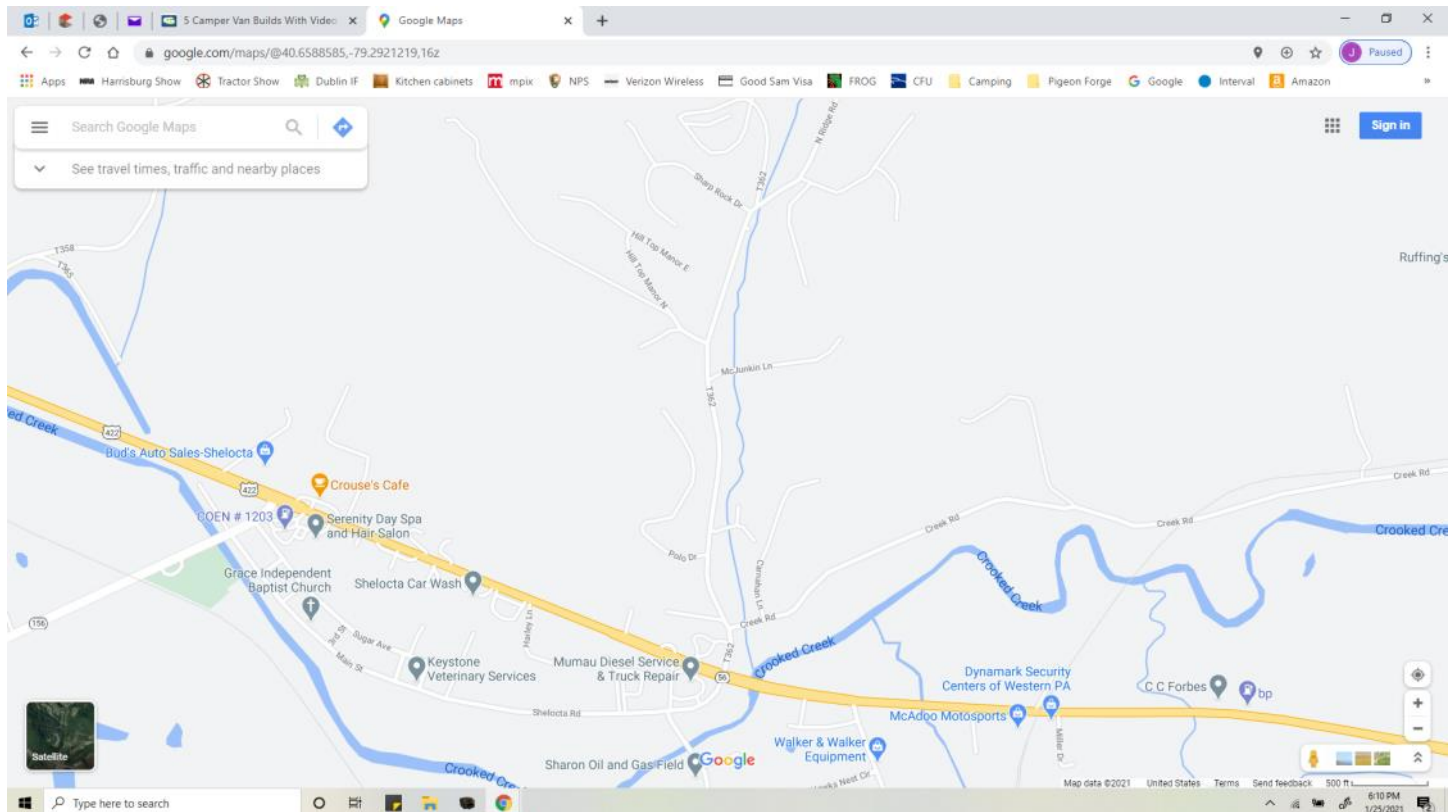 5 Camper Van Builds With Video
Google Maps
google.com/maps/@40.6588585,-79.2921219,16z
J
Paused
Apps
Harrisburg Show
Tractor Show
Dublin IF
Kitchen cabinets
mpix
NPS
Verizon Wireless
Good Sam Visa
FROG
CFU
Camping
Pigeon Forge
Google
Interval
Amazon
Search Google Maps
Sign in
See travel times, traffic and nearby places
N Ridge Rd
T362
Sharp Rock Dr
Hill Top Manor E
Hill Top Manor N
T358
T365
Ruffing's
McJunkin Ln
T362
ed Creek
422
Bud's Auto Sales-Shelocta
422
Crouse's Cafe
COEN # 1203
Serenity Day Spa
and Hair Salon
Creek Rd
Creek Rd
Creek Rd
Crooked Cre
Polo Dr
Carnahan Ln
Crooked Creek
Grace Independent
Baptist Church
Shelocta Car Wash
156
3rd St
Sugar Ave
Main St
Harley Ln
Creek Rd
T362
Crooked Creek
Keystone
Veterinary Services
Mumau Diesel Service
& Truck Repair
56
Dynamark Security
Centers of Western PA
C C Forbes
bp
Shelocta Rd
McAdoo Motosports
Miller Dr
Walker & Walker
Equipment
Satellite
Sharon Oil and Gas Field
Google
Crooked Cre
Map data ©2021
United States
Terms
Send feedback
500 ft
Type here to search
6:10 PM
1/25/2021